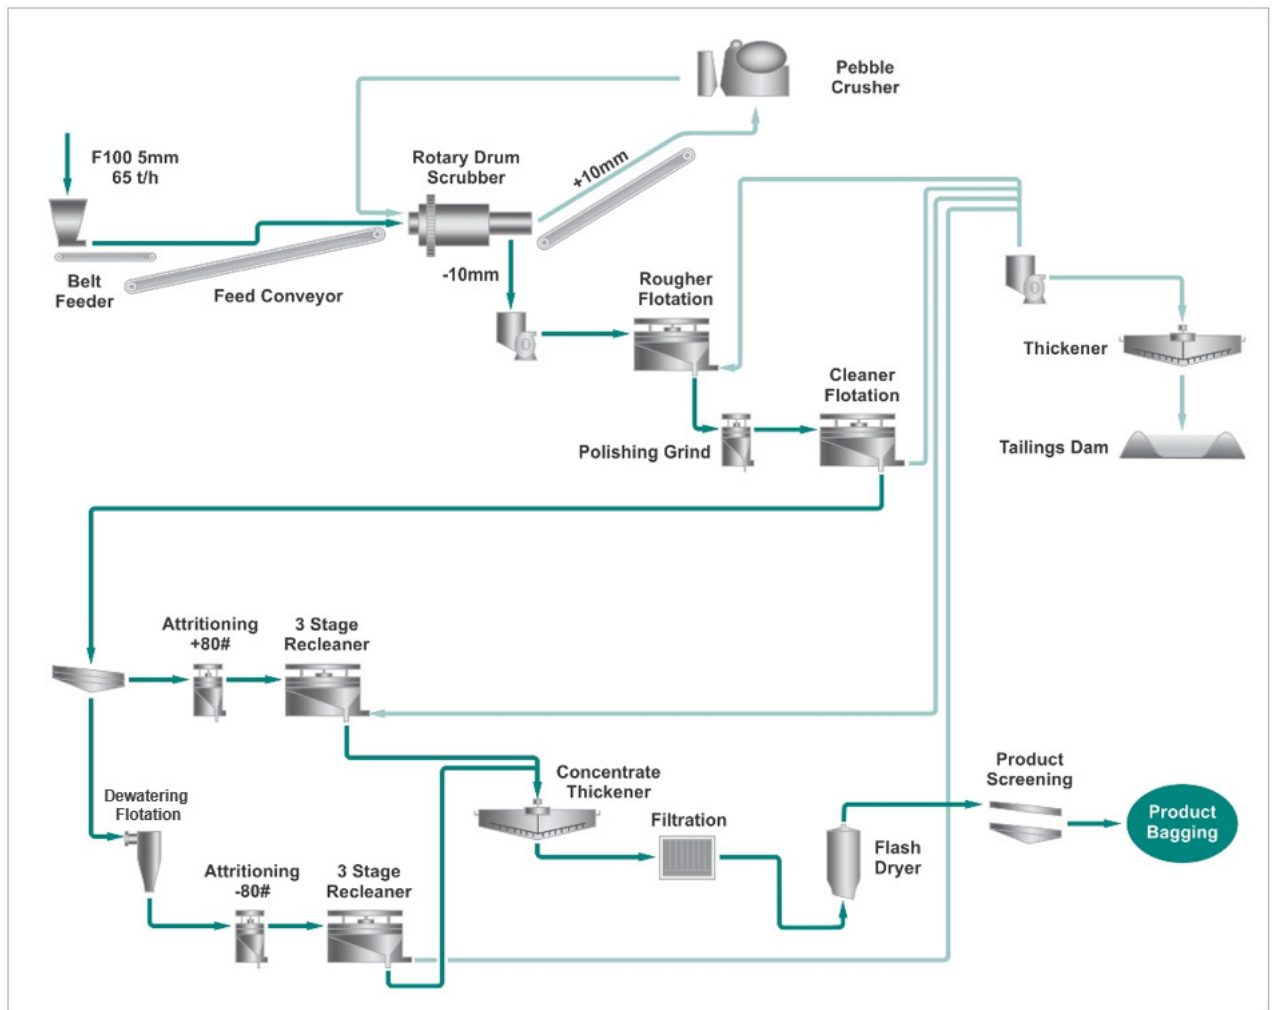 Pebble
Crusher
F100 5mm
65 t/h
Rotary Drum
Scrubber
+10mm
Belt
Feeder
Feed Conveyor
-10mm
Rougher
Flotation
Thickener
Cleaner
Flotation
Polishing Grind
Tailings Dam
Attritioning
+80#
3 Stage
Recleaner
Dewatering
Flotation
Concentrate
Thickener
Filtration
Product
Screening
Product
Bagging
Flash
Dryer
Attritioning
-80#
3 Stage
Recleaner